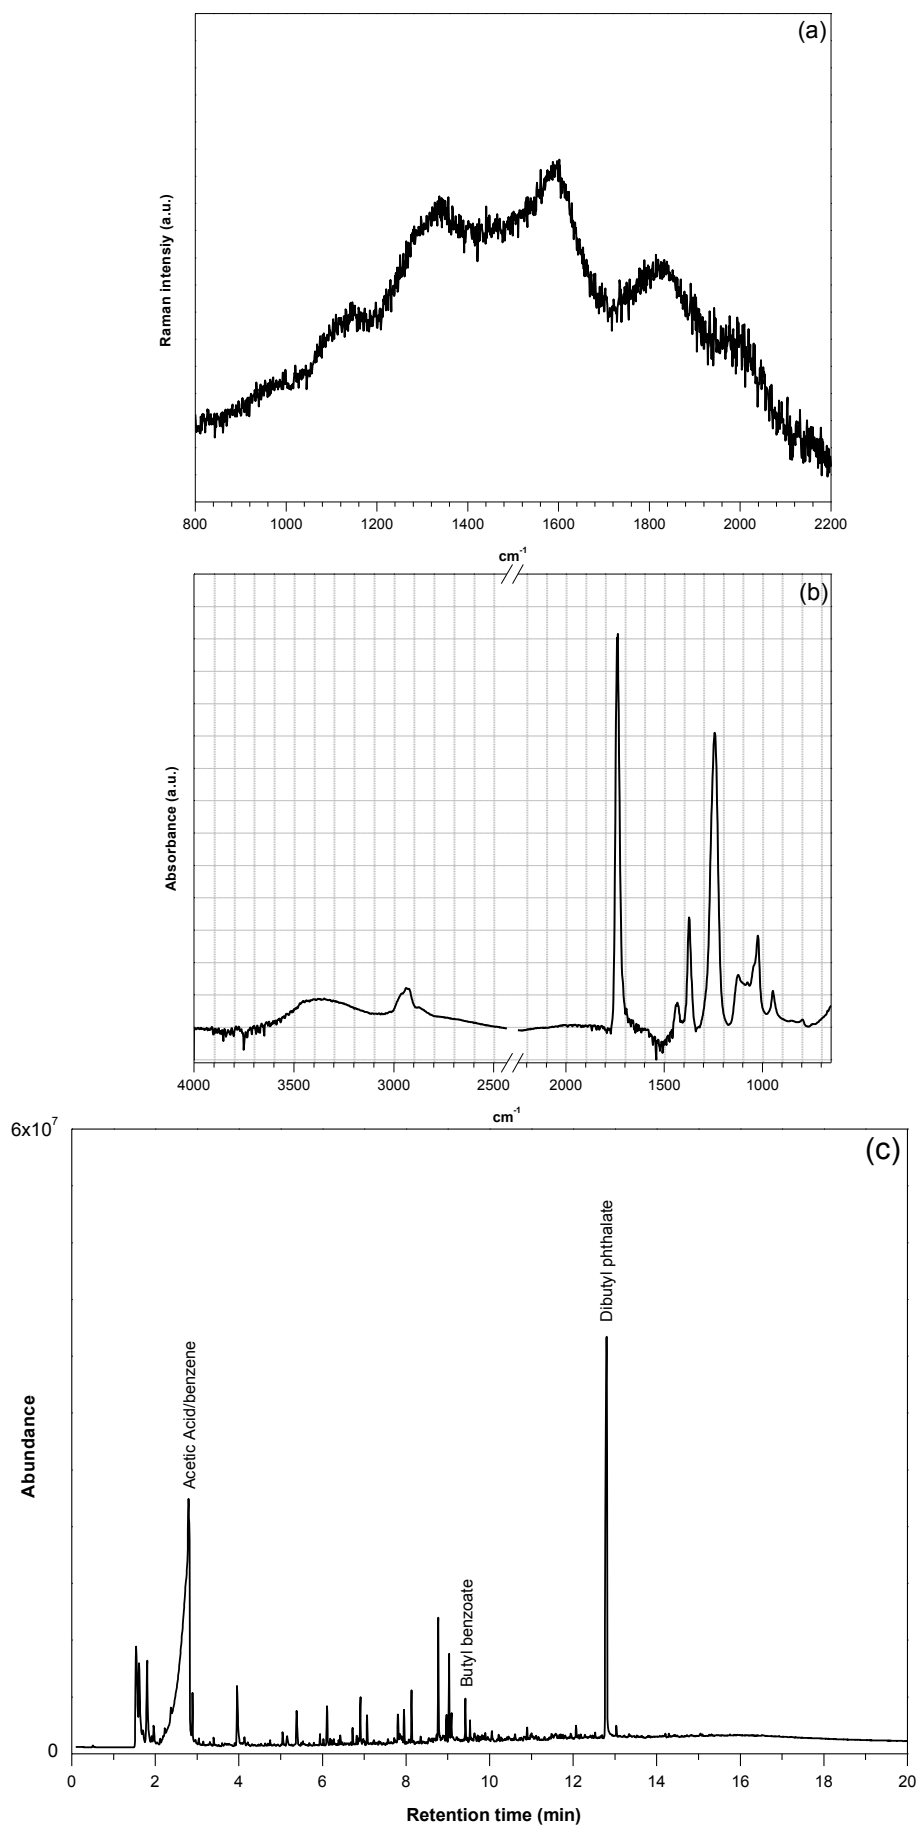 (a)
Raman intensiy (a.u.)
800 1000 1200 1400 1600 1800 2000 2200
cm-1
(b)
Absorbance (a.u.)
4000 3500 3000 2500 2000 1500 1000
cm-1
6x10^7
(c)
Dibutyl phthalate
Acetic Acid/benzene
Abundance
Butyl benzoate
0
0 2 4 6 8 10 12 14 16 18 20
Retention time (min)